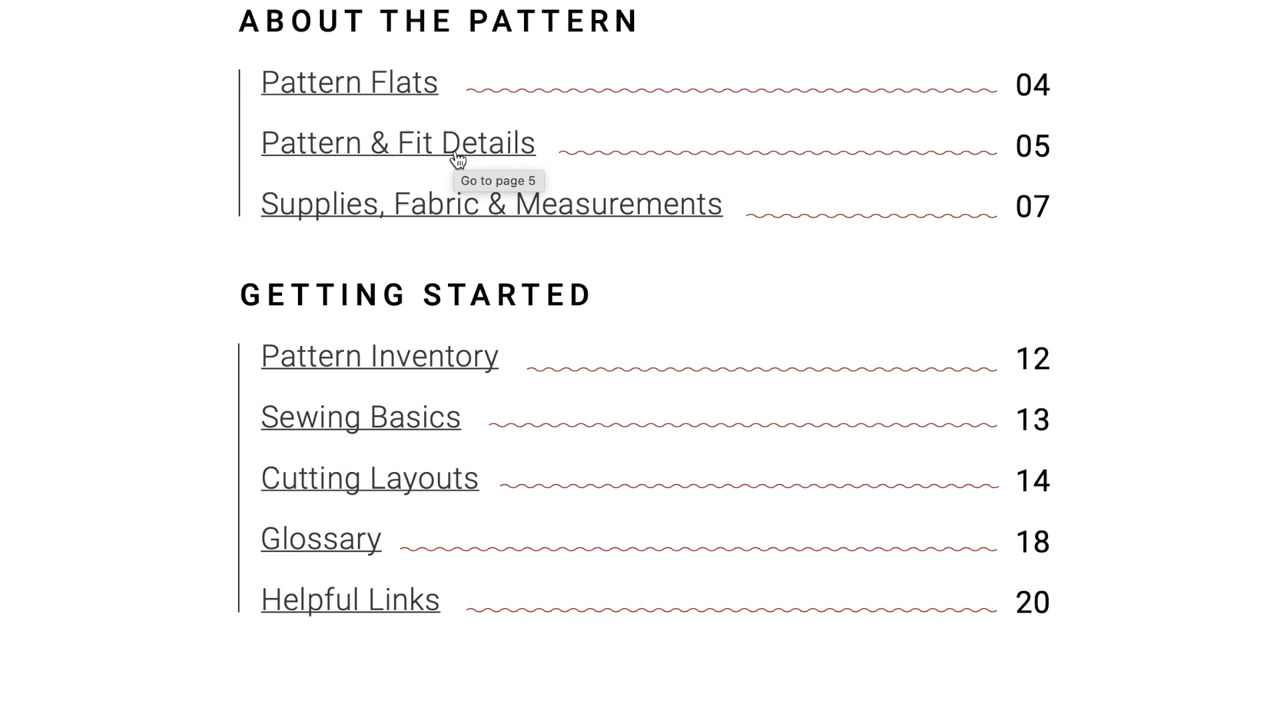 ABOUT THE PATTERN
Pattern Flats 04
Pattern & Fit Details 05
Go to page 5
Supplies, Fabric & Measurements 07
GETTING STARTED
Pattern Inventory 12
Sewing Basics 13
Cutting Layouts 14
Glossary 18
Helpful Links 20